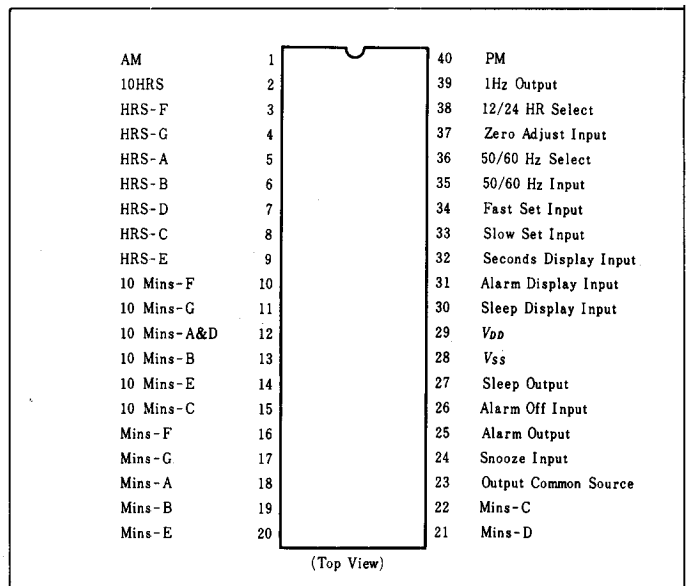 AM 1 40 PM
10HRS 2 39 1Hz Output
HRS-F 3 38 12/24 HR Select
HRS-G 4 37 Zero Adjust Input
HRS-A 5 36 50/60 Hz Select
HRS-B 6 35 50/60 Hz Input
HRS-D 7 34 Fast Set Input
HRS-C 8 33 Slow Set Input
HRS-E 9 32 Seconds Display Input
10 Mins-F 10 31 Alarm Display Input
10 Mins-G 11 30 Sleep Display Input
10 Mins-A&D 12 29 VDD
10 Mins-B 13 28 VSS
10 Mins-E 14 27 Sleep Output
10 Mins-C 15 26 Alarm Off Input
Mins-F 16 25 Alarm Output
Mins-G 17 24 Snooze Input
Mins-A 18 23 Output Common Source
Mins-B 19 22 Mins-C
Mins-E 20 21 Mins-D
(Top View)